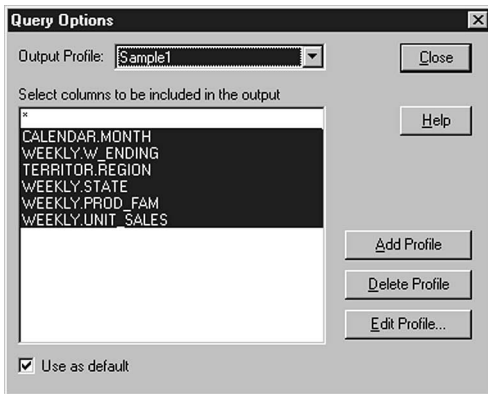 Query Options
Output Profile: Sample1
Close
Select columns to be included in the output
*
CALENDAR.MONTH
WEEKLY.W_ENDING
TERRITOR.REGION
WEEKLY.STATE
WEEKLY.PROD_FAM
WEEKLY.UNIT_SALES
Help
Add Profile
Delete Profile
Edit Profile...
Use as default